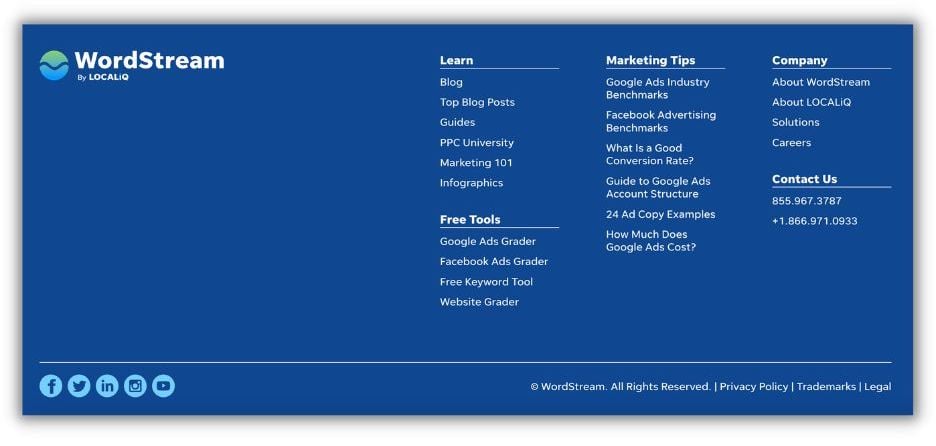 WordStream
By LOCALiQ
Learn
Blog
Top Blog Posts
Guides
PPC University
Marketing 101
Infographics
Free Tools
Google Ads Grader
Facebook Ads Grader
Free Keyword Tool
Website Grader
Marketing Tips
Google Ads Industry
Benchmarks
Facebook Advertising
Benchmarks
What Is a Good
Conversion Rate?
Guide to Google Ads
Account Structure
24 Ad Copy Examples
How Much Does
Google Ads Cost?
Company
About WordStream
About LOCALiQ
Solutions
Careers
Contact Us
855.967.3787
+1.866.971.0933
© WordStream. All Rights Reserved. | Privacy Policy | Trademarks | Legal